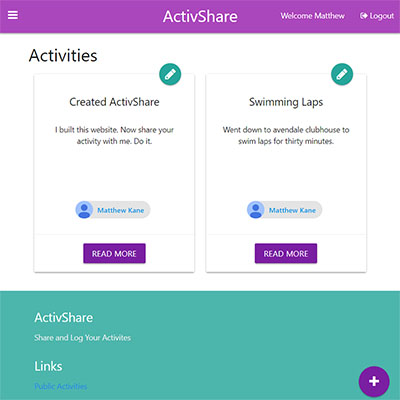 ActivShare
Welcome Matthew
Logout
Activities
Created ActivShare
I built this website. Now share your
activity with me. Do it.
Matthew Kane
READ MORE
Swimming Laps
Went down to avendale clubhouse to
swim laps for thirty minutes.
Matthew Kane
READ MORE
ActivShare
Share and Log Your Activites
Links
Public Activities